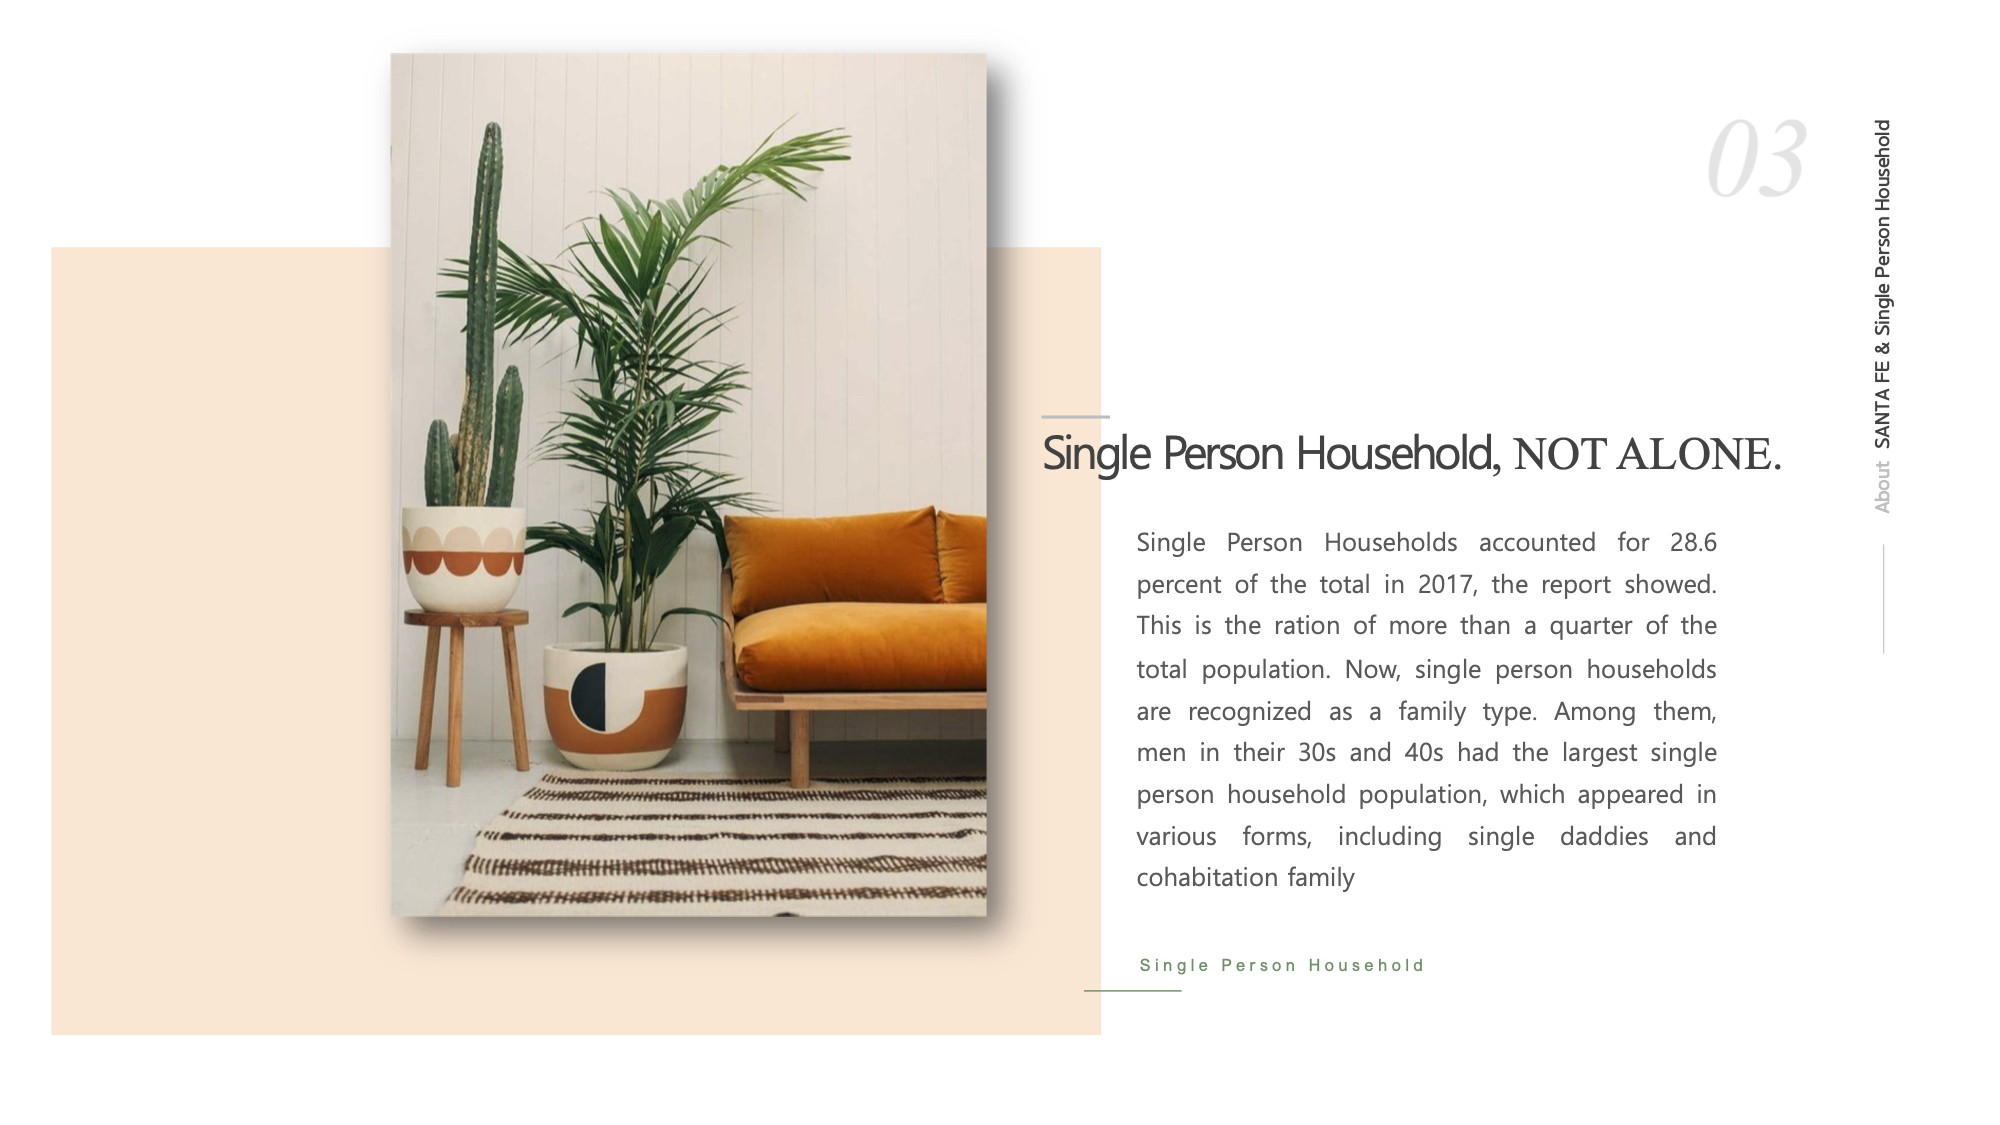 03
About SANTA FE & Single Person Household
Single Person Household, NOT ALONE.
Single Person Households accounted for 28.6
percent of the total in 2017, the report showed.
This is the ration of more than a quarter of the
total population. Now, single person households
are recognized as a family type. Among them,
men in their 30s and 40s had the largest single
person household population, which appeared in
various forms, including single daddies and
cohabitation family
Single Person Household